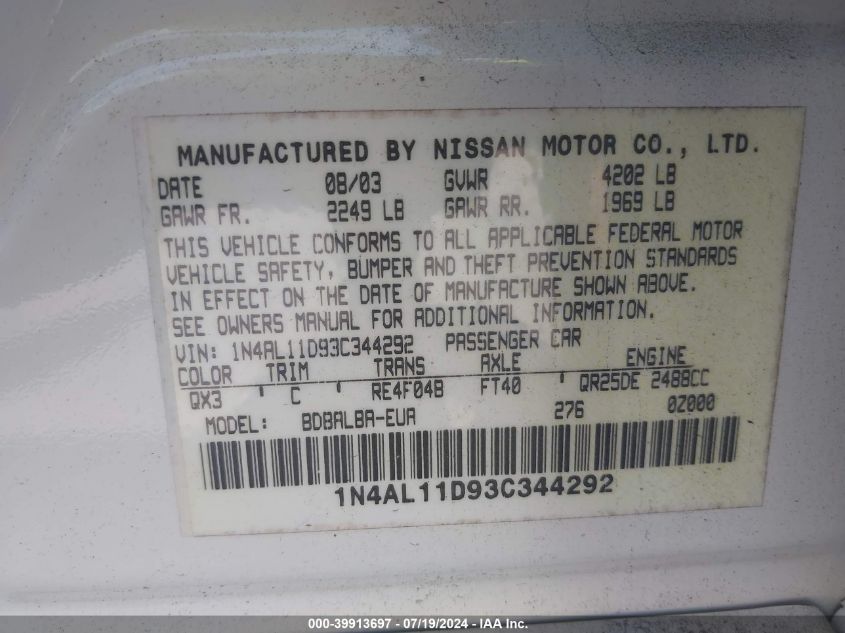 MANUFACTURED BY NISSAN MOTOR CO., LTD.
DATE 08/03 GVWR 4202 LB
GAWR FR. 2249 LB GAWR RR. 1969 LB
THIS VEHICLE CONFORMS TO ALL APPLICABLE FEDERAL MOTOR
VEHICLE SAFETY, BUMPER AND THEFT PREVENTION STANDARDS
IN EFFECT ON THE DATE OF MANUFACTURE SHOWN ABOVE.
SEE OWNERS MANUAL FOR ADDITIONAL INFORMATION.
VIN: 1N4AL11D93C344292 PASSENGER CAR
COLOR TRIM TRANS AXLE ENGINE
QX3 ' C ' RE4F04B FT40 ' QR25DE 2488CC
MODEL: BDBALBA-EUA 276 0Z000
1N4AL11D93C344292
000-39913697 - 07/19/2024 - IAA Inc.